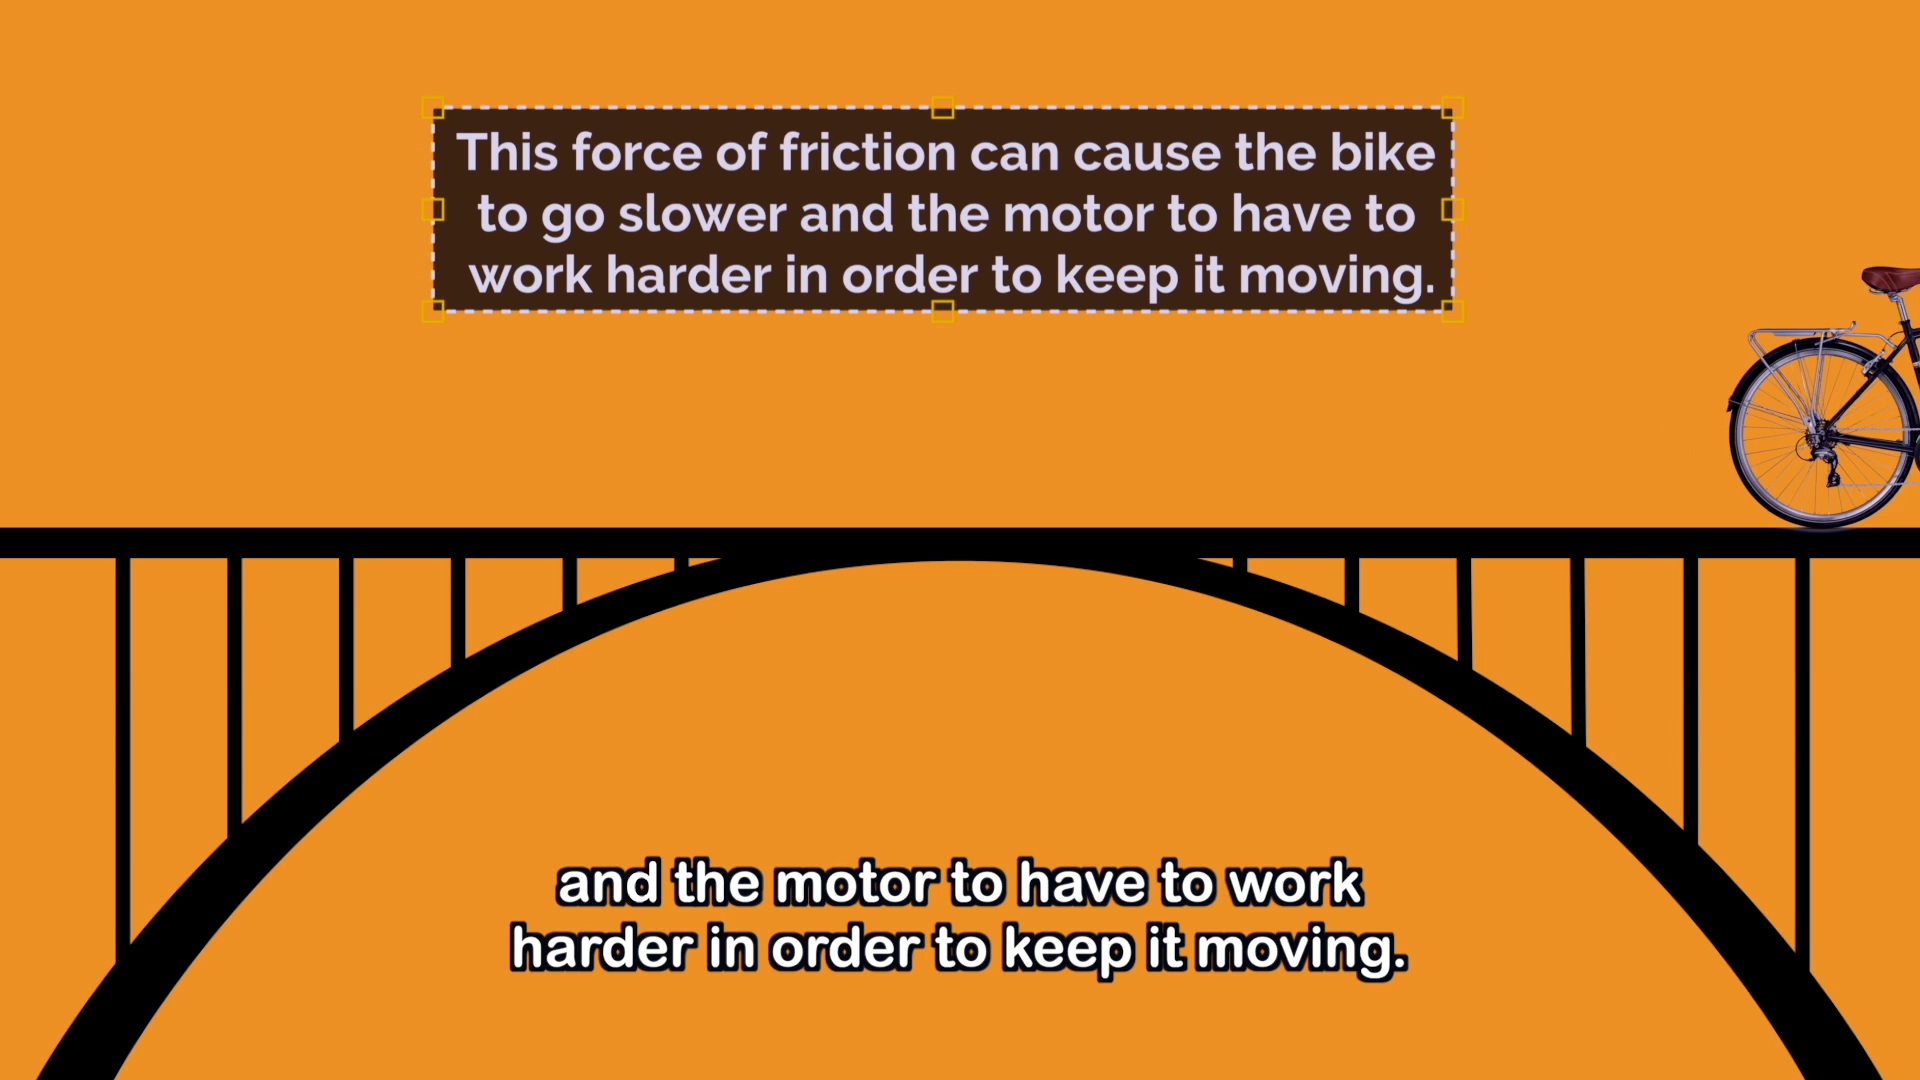 This force of friction can cause the bike
to go slower and the motor to have to
work harder in order to keep it moving.
and the motor to have to work
harder in order to keep it moving.